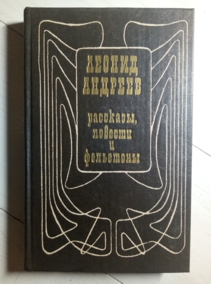 Леонид
Андреев
рассказы,
повести
и
фельетоны